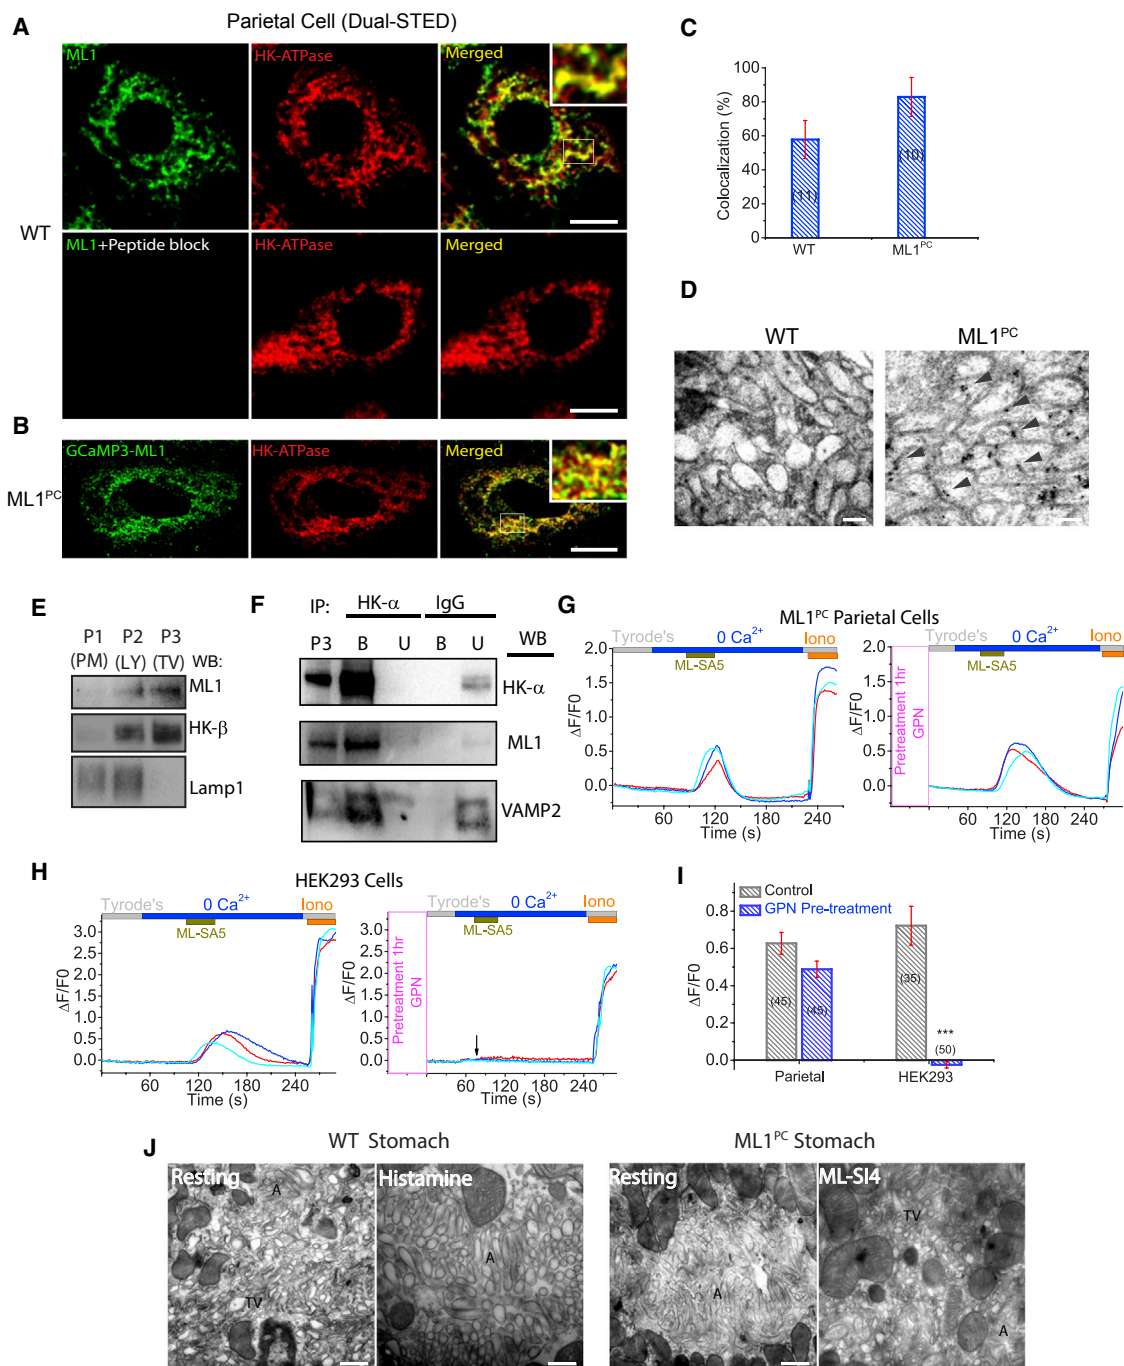 Parietal Cell (Dual-STED)
A
ML1
HK-ATPase
Merged
WT
ML1+Peptide block
HK-ATPase
Merged
B
GCaMP3-ML1
HK-ATPase
Merged
ML1PC
C
Colocalization (%)
100
80
60
40
20
0
(11)
(10)
WT
ML1PC
D
WT
ML1PC
E
P1 P2 P3
(PM) (LY) (TV) WB:
ML1
HK-β
Lamp1
F
IP: HK-α IgG
P3 B U B U WB
HK-α
ML1
VAMP2
G
ML1PC Parietal Cells
Tyrode's 0 Ca2+ Iono
ML-SA5
ΔF/F0
2.0
1.5
1.0
0.5
0.0
60 120 180 240
Time (s)
Tyrode's 0 Ca2+ Iono
ML-SA5
Pretreatment 1hr
GPN
2.0
1.5
1.0
0.5
0.0
60 120 180 240
Time (s)
H
HEK293 Cells
Tyrode's 0 Ca2+ Iono
ML-SA5
ΔF/F0
3.0
2.5
2.0
1.5
1.0
0.5
0.0
60 120 180 240
Time (s)
Tyrode's 0 Ca2+ Iono
ML-SA5
Pretreatment 1hr
GPN
3.0
2.5
2.0
1.5
1.0
0.5
0.0
60 120 180 240
Time (s)
I
Control
GPN Pre-treatment
ΔF/F0
0.8
0.6
0.4
0.2
0.0
(45)
(45)
(35)
***
(50)
Parietal
HEK293
J
WT Stomach
Resting
A
TV
Histamine
A
ML1PC Stomach
Resting
A
ML-SI4
TV
A